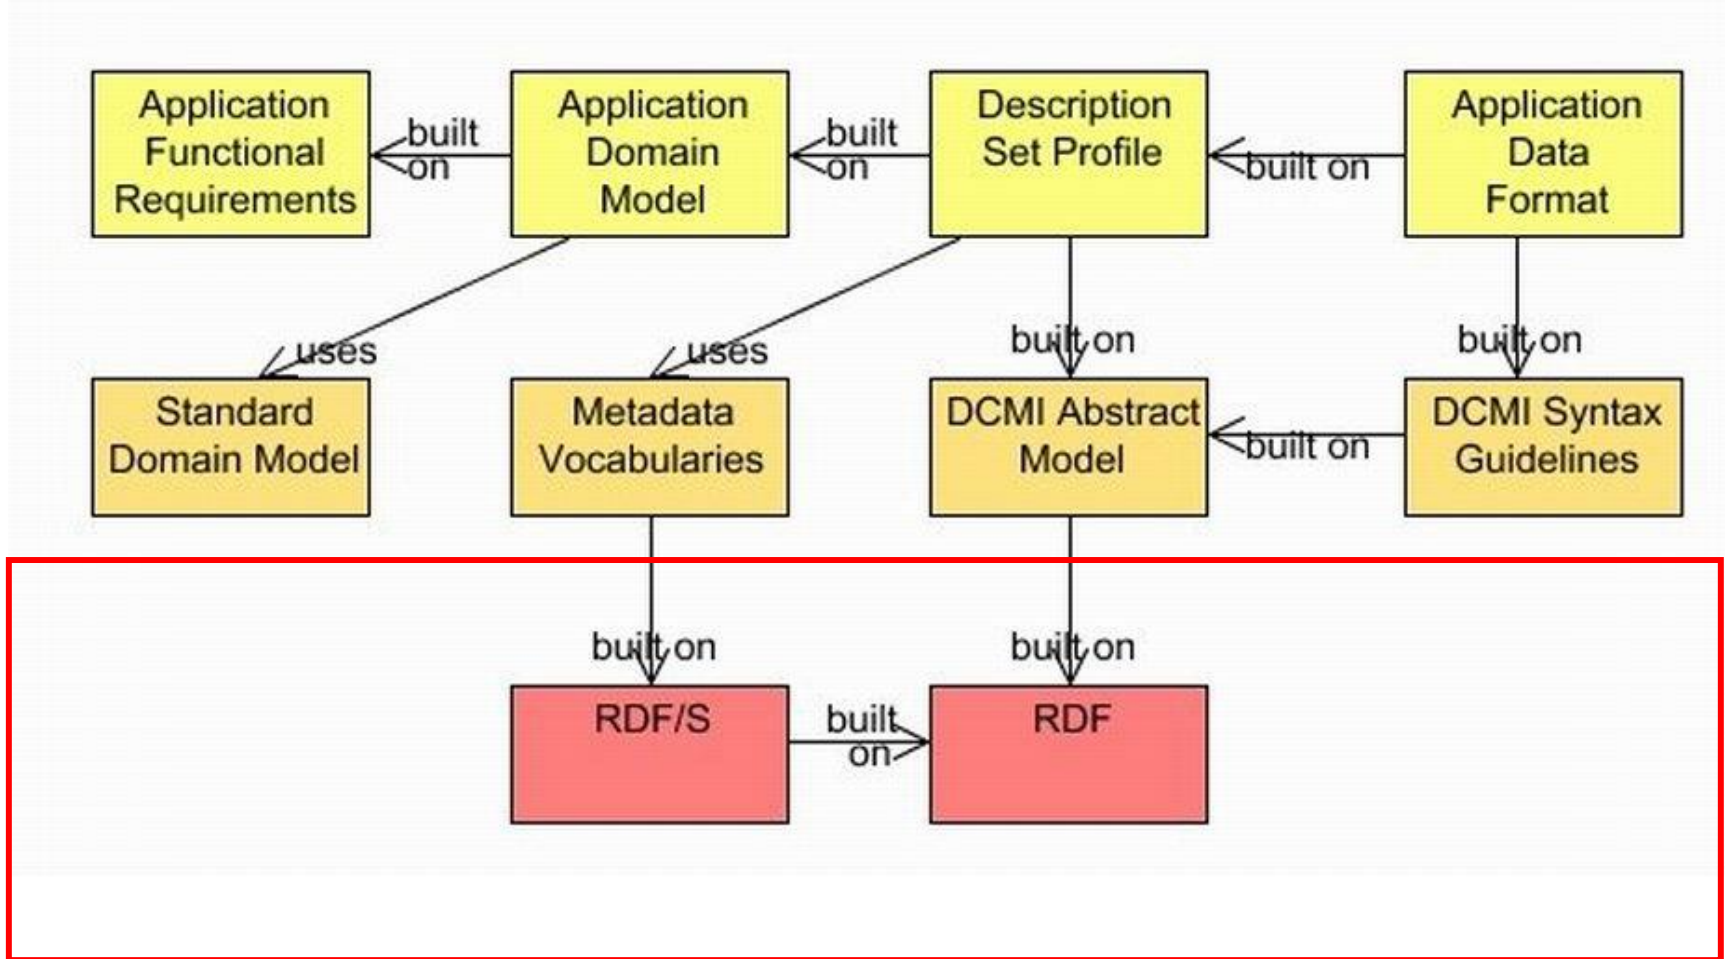 Application
Functional
Requirements
built
on
Application
Domain
Model
built
on
Description
Set Profile
built on
Application
Data
Format
uses
uses
built on
built on
Standard
Domain Model
Metadata
Vocabularies
DCMI Abstract
Model
built on
DCMI Syntax
Guidelines
built on
built on
RDF/S
built
on
RDF